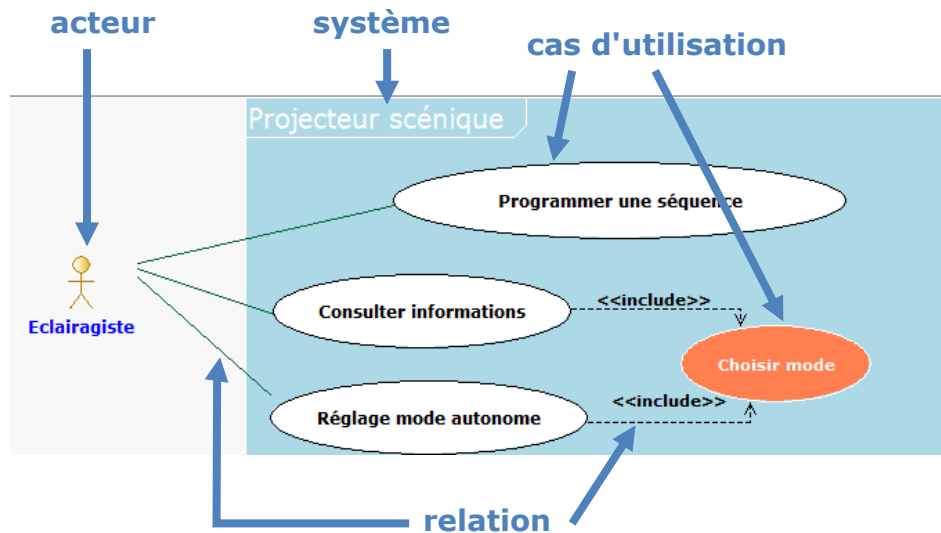 acteur
système
cas d'utilisation
Projecteur scénique
Programmer une séquence
Consulter informations
<<include>>
Eclairagiste
Choisir mode
<<include>>
Réglage mode autonome
relation